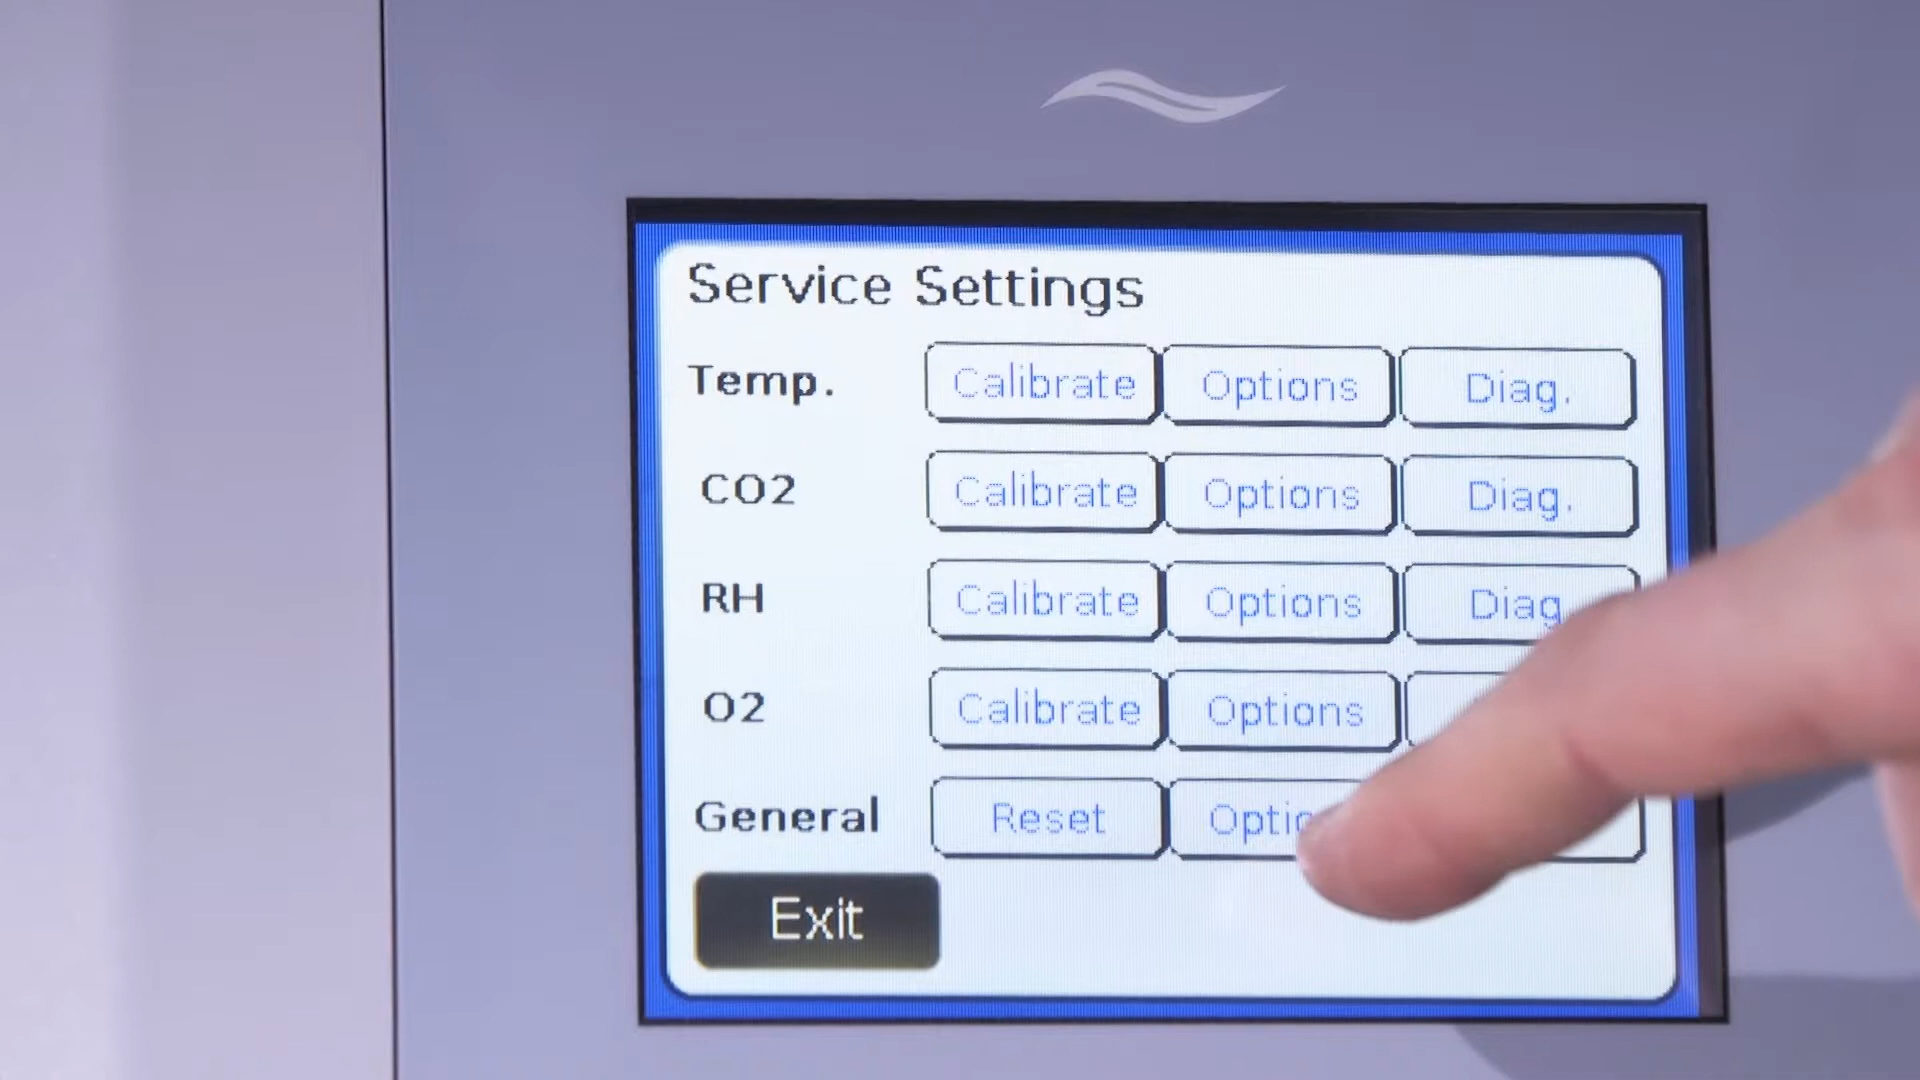 Service Settings
Temp. Calibrate Options Diag.
CO2 Calibrate Options Diag.
RH Calibrate Options Diag
O2 Calibrate Options
General Reset
Exit